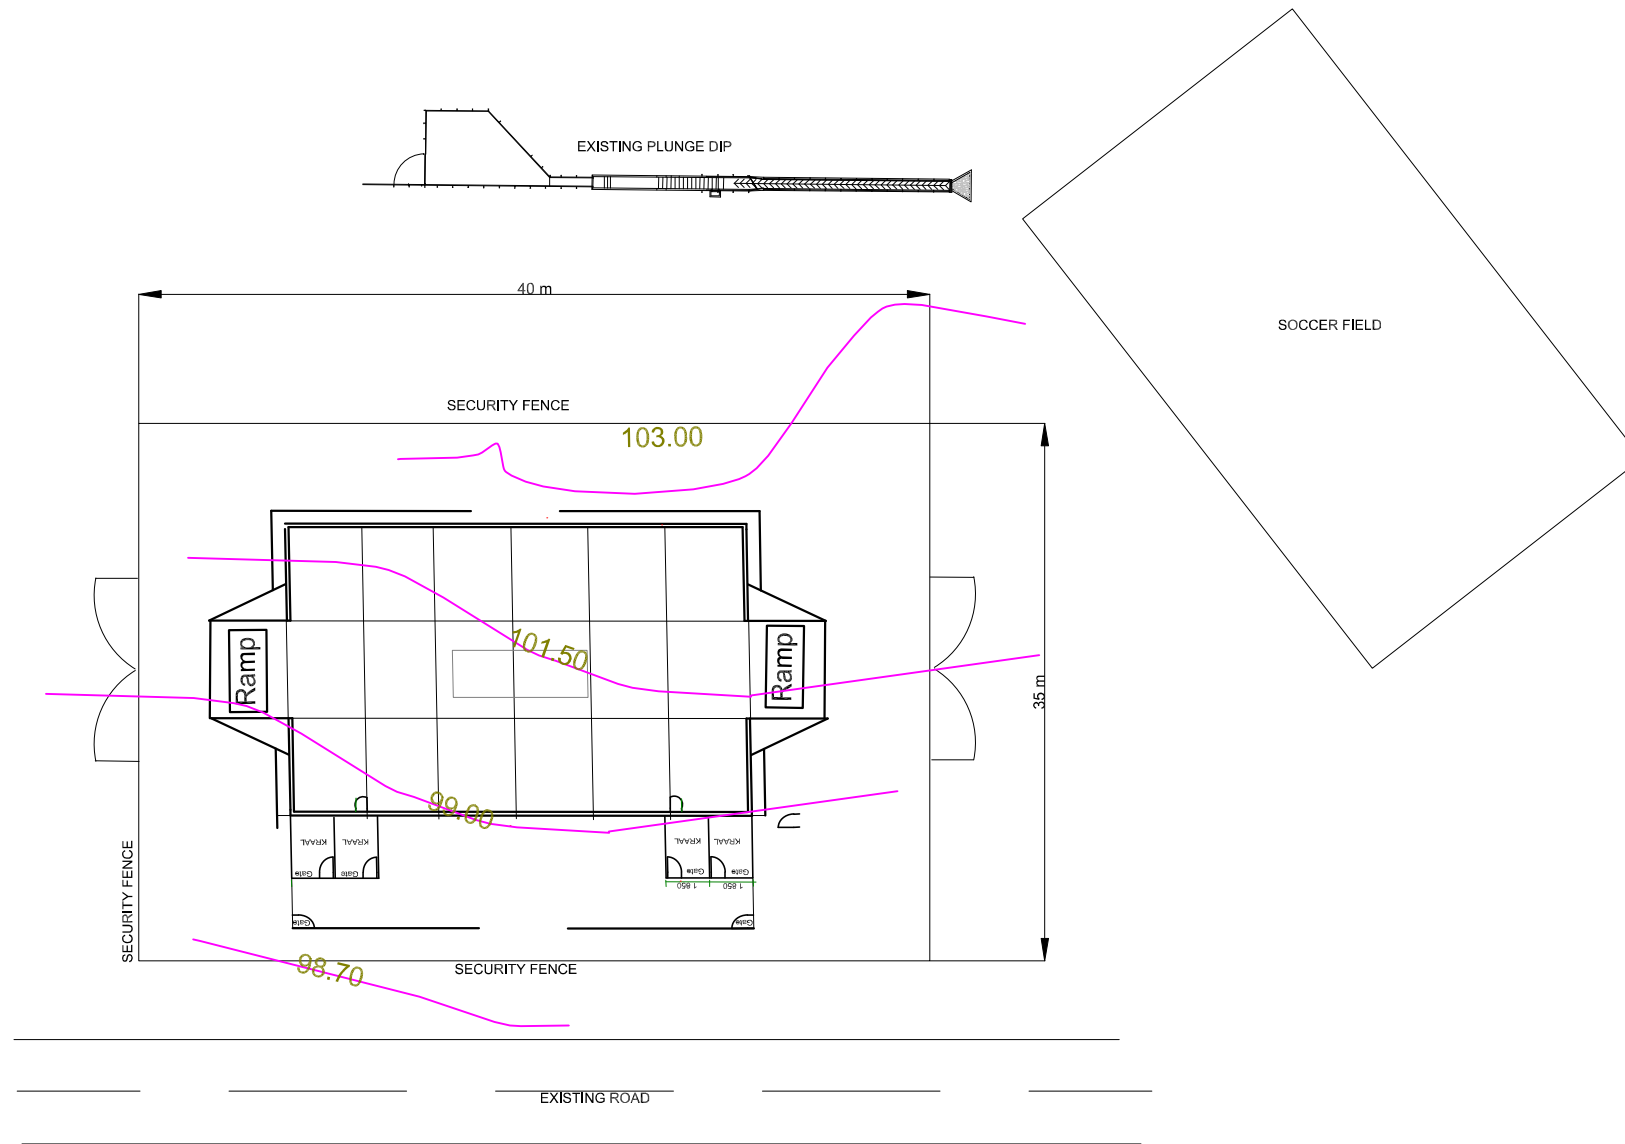 EXISTING PLUNGE DIP
40 m
SOCCER FIELD
SECURITY FENCE
103.00
101.50
Ramp
Ramp
35 m
99.00
KRAAL
KRAAL
KRAAL
KRAAL
Gate
Gate
Gate
Gate
1 850
1 850
SECURITY FENCE
Gate
Gate
98.70
SECURITY FENCE
EXISTING ROAD